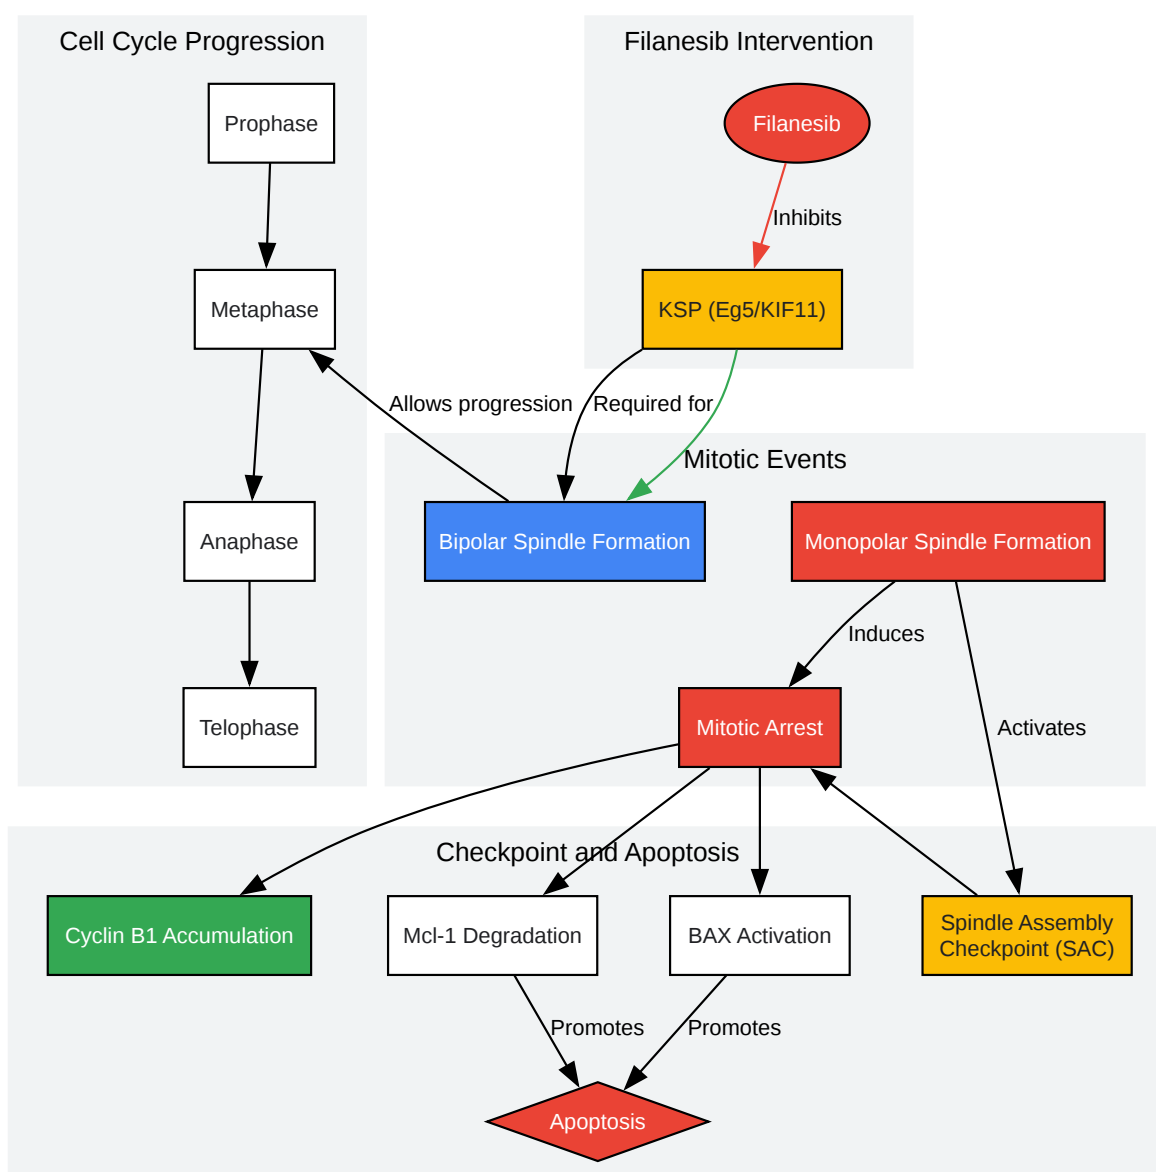 Cell Cycle Progression
Filanesib Intervention
Prophase
Filanesib
Inhibits
Metaphase
KSP (Eg5/KIF11)
Allows progression
Required for
Mitotic Events
Anaphase
Bipolar Spindle Formation
Monopolar Spindle Formation
Induces
Telophase
Mitotic Arrest
Activates
Checkpoint and Apoptosis
Cyclin B1 Accumulation
Mcl-1 Degradation
BAX Activation
Spindle Assembly
Checkpoint (SAC)
Promotes
Promotes
Apoptosis